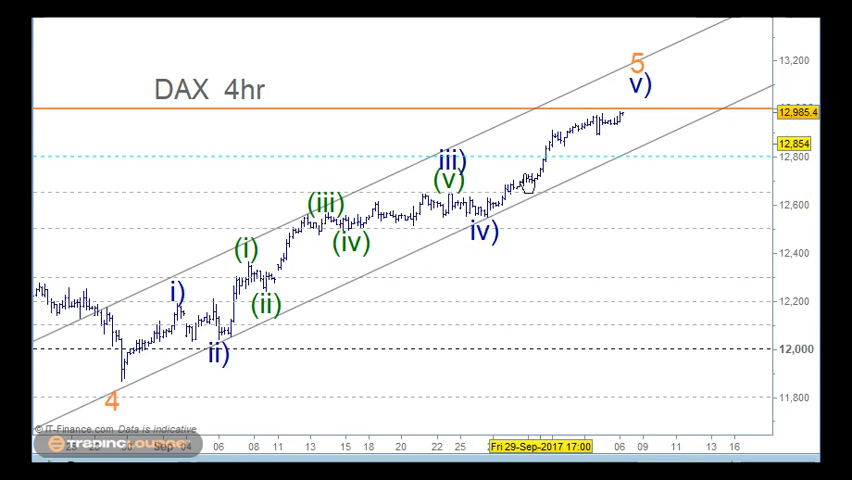 13,200
5
v)
DAX 4hr
12,985.4
12,854
12,800
iii)
(v)
12,600
(iii)
iv)
(iv)
(i)
12,400
i)
(ii)
12,200
ii)
12,000
4
11,800
© IT-Finance.com Data is indicative
TRADING LOUNGE
Sep 04 06 08 11 13 15 18 20 22 25 Fri 29-Sep-2017 17:00 06 09 11 13 16